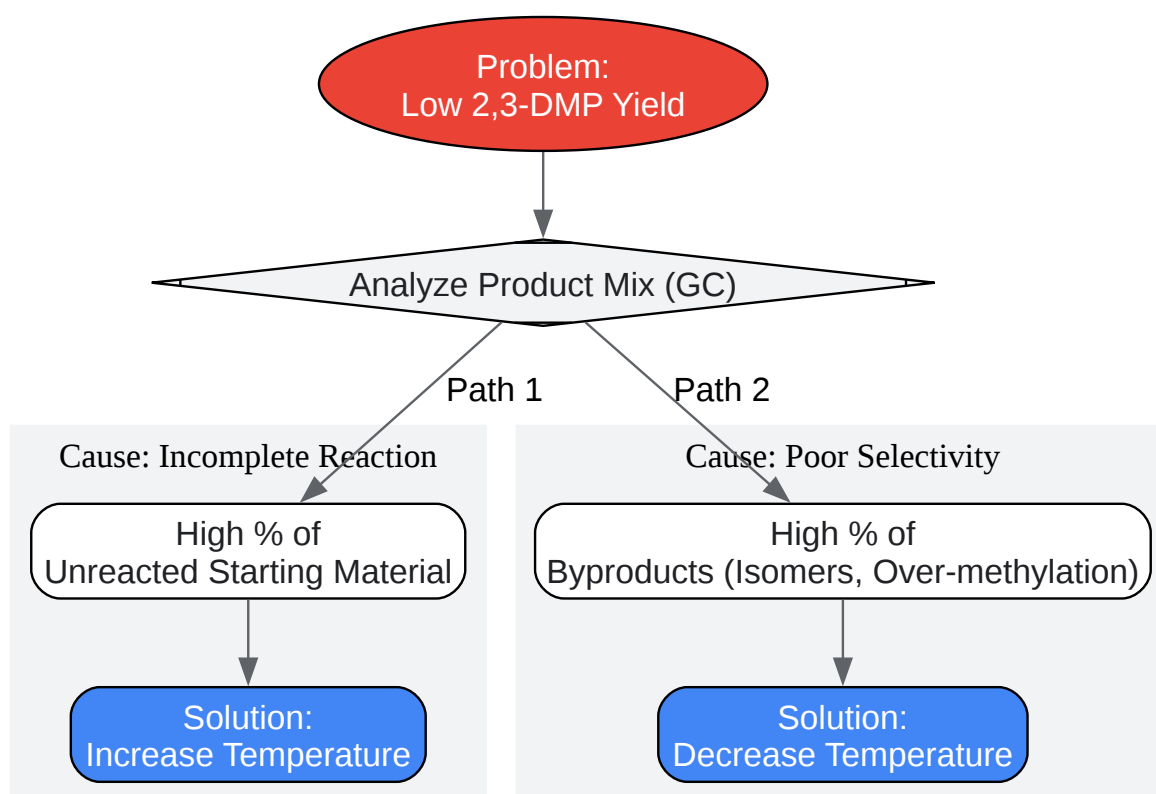 Problem:
Low 2,3-DMP Yield
Analyze Product Mix (GC)
Path 1
Path 2
Cause: Incomplete Reaction
High % of
Unreacted Starting Material
Solution:
Increase Temperature
Cause: Poor Selectivity
High % of
Byproducts (Isomers, Over-methylation)
Solution:
Decrease Temperature